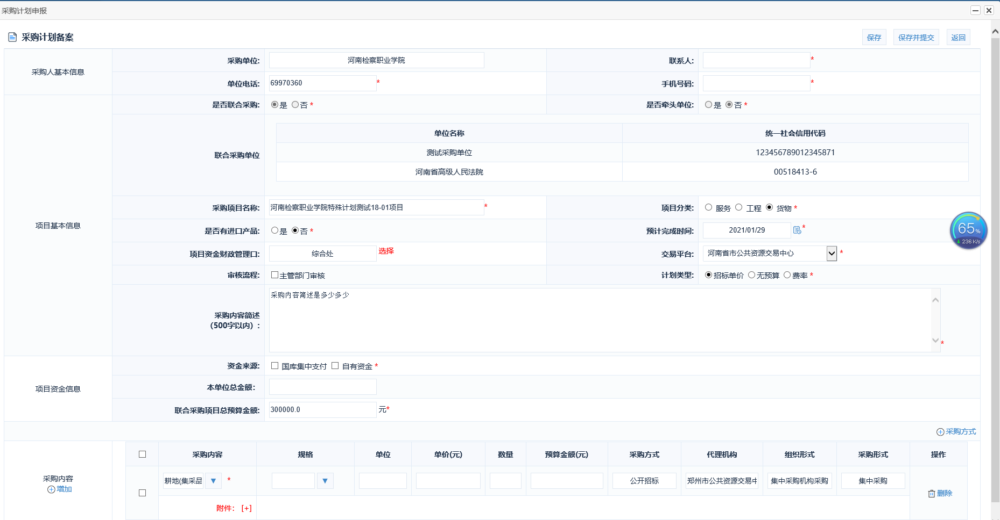 采购计划申报
采购计划备案
保存 保存并提交 返回
采购人基本信息
采购单位: 河南检察职业学院 联系人: *
单位电话: 69970360 * 手机号码: *
项目基本信息
是否联合采购: 是 否 * 是否牵头单位: 是 否 *
联合采购单位
单位名称 统一社会信用代码
测试采购单位 123456789012345871
河南省高级人民法院 00518413-6
采购项目名称: 河南检察职业学院特殊计划测试18-01项目 * 项目分类: 服务 工程 货物 *
是否有进口产品: 是 否 * 预计完成时间: 2021/01/29 *
项目资金财政管理口: 综合处 选择 交易平台: 河南省市公共资源交易中心 *
审核流程: 主管部门审核 计划类型: 招标单价 无预算 费率 *
采购内容简述
（500字以内）:
采购内容简述是多少多少
*
65%
236 K/s
项目资金信息
资金来源: 国库集中支付 自有资金 *
本单位总金额:
联合采购项目总预算金额: 300000.0 元*
采购方式
采购内容
增加
采购内容 规格 单位 单价(元) 数量 预算金额(元) 采购方式 代理机构 组织形式 采购形式 操作
耕地(集采品 * 公开招标 郑州市公共资源交易中 集中采购机构采购 集中采购
删除
附件: [+]